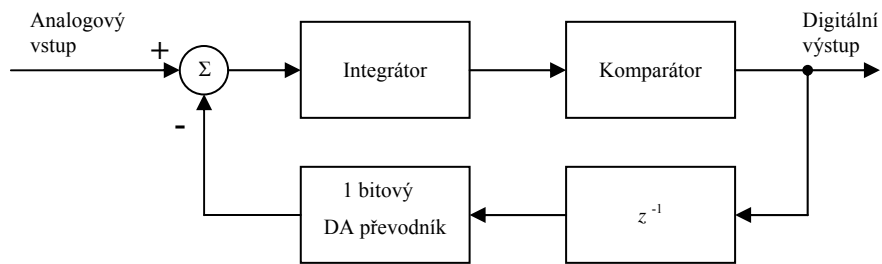 Analogový
vstup
+
Σ
-
Integrátor
Komparátor
Digitální
výstup
1 bitový
DA převodník
z -1